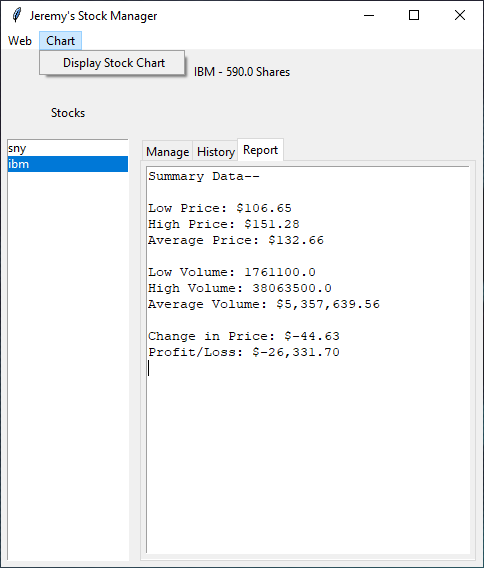 Jeremy's Stock Manager
Web Chart
Display Stock Chart
IBM - 590.0 Shares
Stocks
sny
ibm
Manage History Report
Summary Data--
Low Price: $106.65
High Price: $151.28
Average Price: $132.66
Low Volume: 1761100.0
High Volume: 38063500.0
Average Volume: $5,357,639.56
Change in Price: $-44.63
Profit/Loss: $-26,331.70